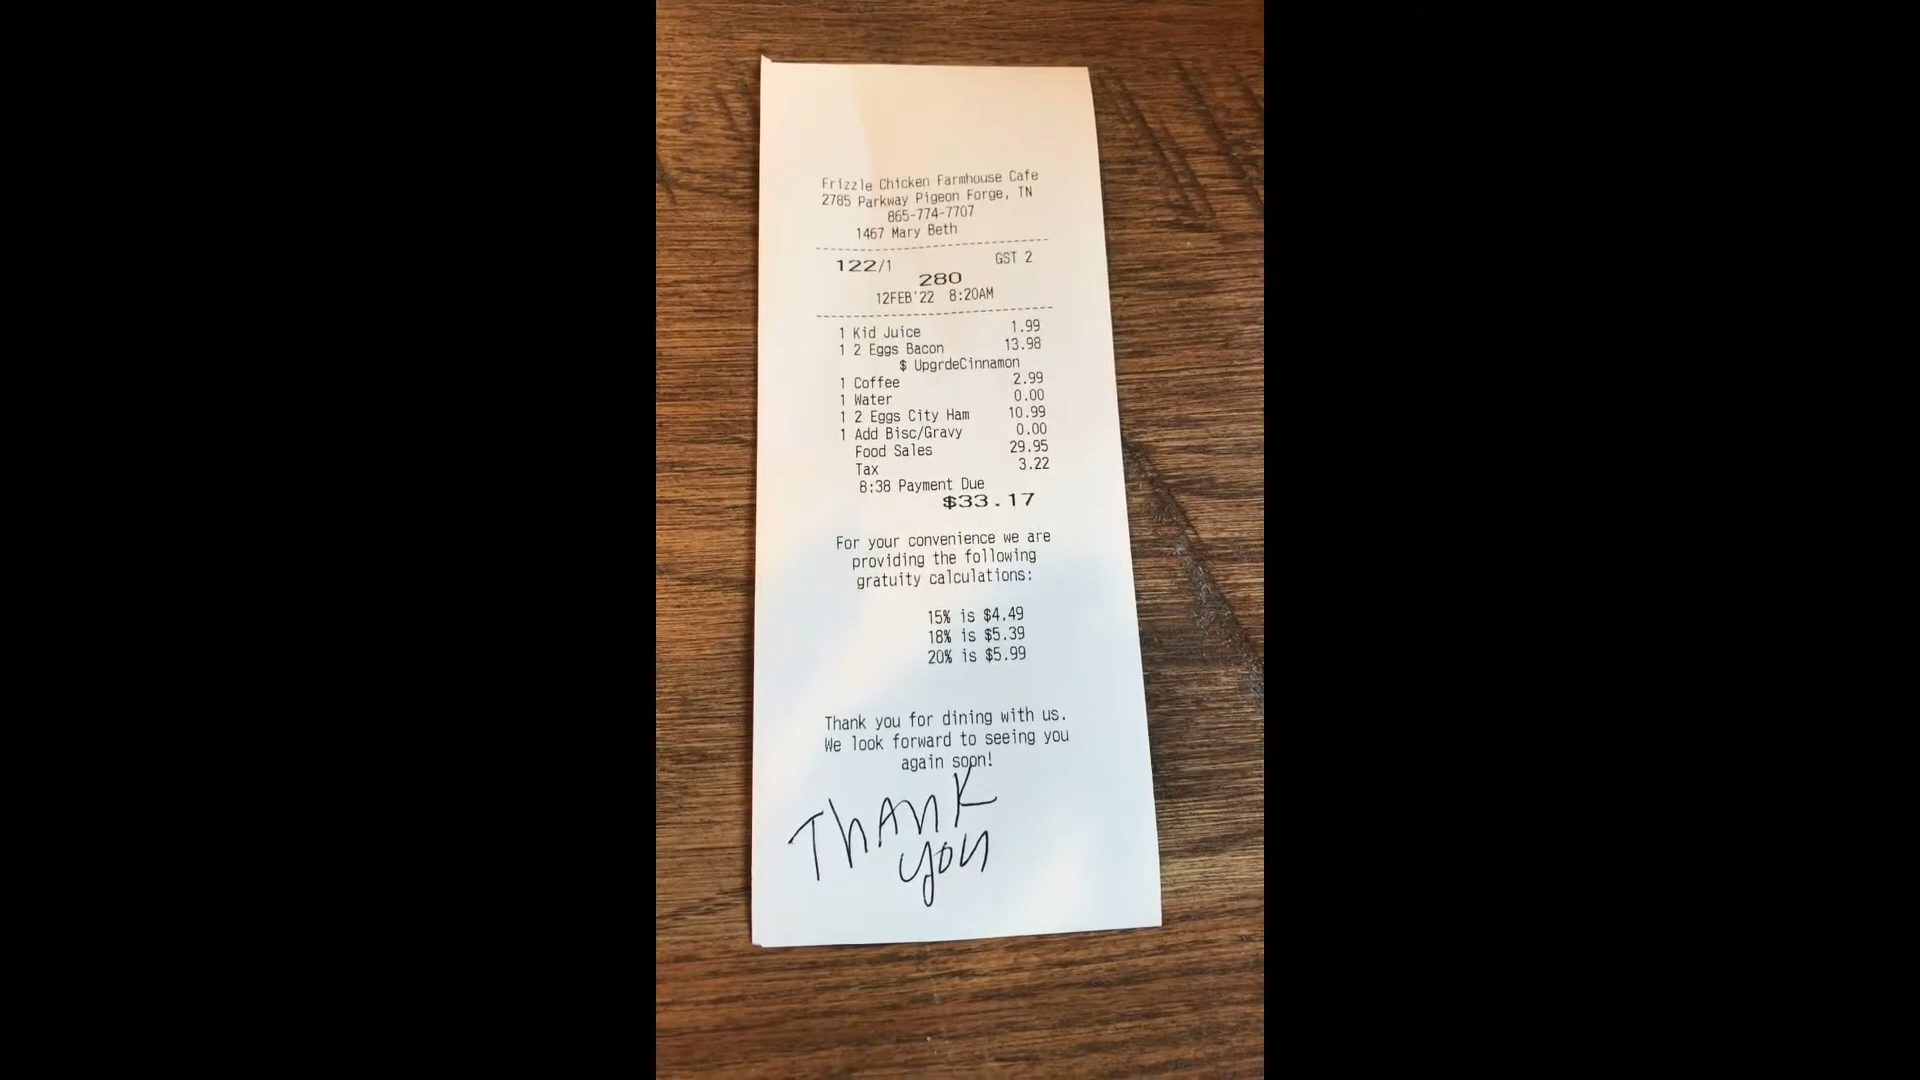 Frizzle Chicken Farmhouse Cafe
2785 Parkway Pigeon Forge, TN
865-774-7707
1467 Mary Beth
122/1 GST 2
280
12FEB'22 8:20AM
1 Kid Juice 1.99
1 2 Eggs Bacon 13.98
$ UpgrdeCinnamon
1 Coffee 2.99
1 Water 0.00
1 2 Eggs City Ham 10.99
1 Add Bisc/Gravy 0.00
Food Sales 29.95
Tax 3.22
8:38 Payment Due
$33.17
For your convenience we are
providing the following
gratuity calculations:
15% is $4.49
18% is $5.39
20% is $5.99
Thank you for dining with us.
We look forward to seeing you
again soon!
THANK
you